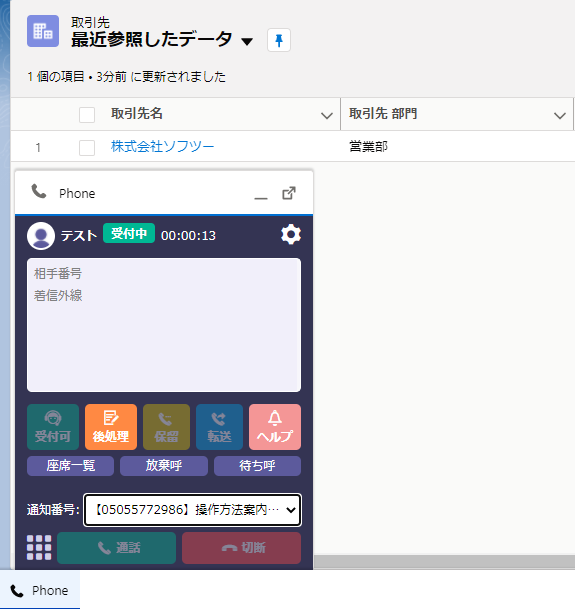 取引先
最近参照したデータ
1 個の項目 • 3分前 に更新されました
取引先名 取引先 部門
1 株式会社ソフツー 営業部
Phone
テスト 受付中 00:00:13
相手番号
着信外線
受付可 後処理 保留 転送 ヘルプ
座席一覧 放棄呼 待ち呼
通知番号: 【05055772986】操作方法案内…
通話 切断
Phone